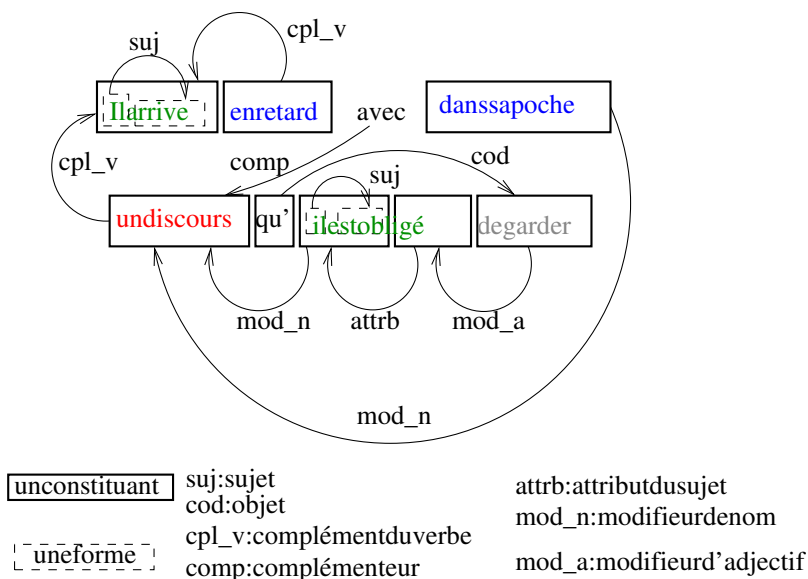 suj
cpl_v
Ilarrive enretard avec danssapoche
cpl_v comp suj cod
undiscours qu' ilestobligé degarder
mod_n attrb mod_a
mod_n
unconstituant
suj:sujet
cod:objet
attrb:attributdusujet
mod_n:modifieurdenom
uneforme
cpl_v:complémentduverbe
comp:complémenteur
mod_a:modifieurd'adjectif